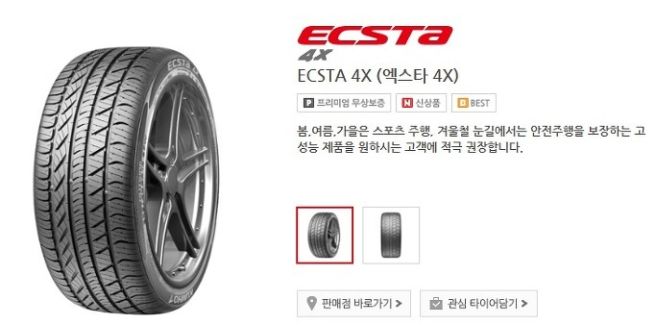 ECSTA
4X
ECSTA 4X (엑스타 4X)
P 프리미엄 무상보증 N 신상품 B BEST
봄,여름,가을은 스포츠 주행, 겨울철 눈길에서는 안전주행을 보장하는 고
성능 제품을 원하시는 고객에 적극 권장합니다.
KUMHO
판매점 바로가기 >
관심 타이어담기 >